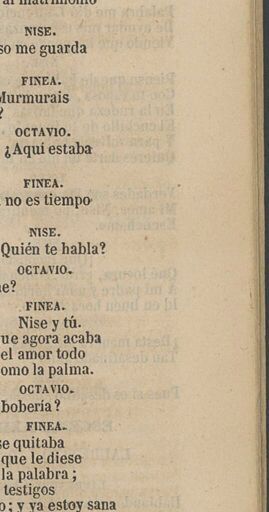 al matrimonio
NISE.
so me guarda
FINEA.
Murmurais
?
OCTAVIO.
¿Aqui estaba
FINEA.
no es tiempo
NISE.
Quién te habla?
OCTAVIO.
e?
FINEA.
Nise y tú.
ue agora acaba
el amor todo
omo la palma.
OCTAVIO.
bobería?
FINEA.
se quitaba
que le diese
la palabra;
testigos
o; y ya estoy sana